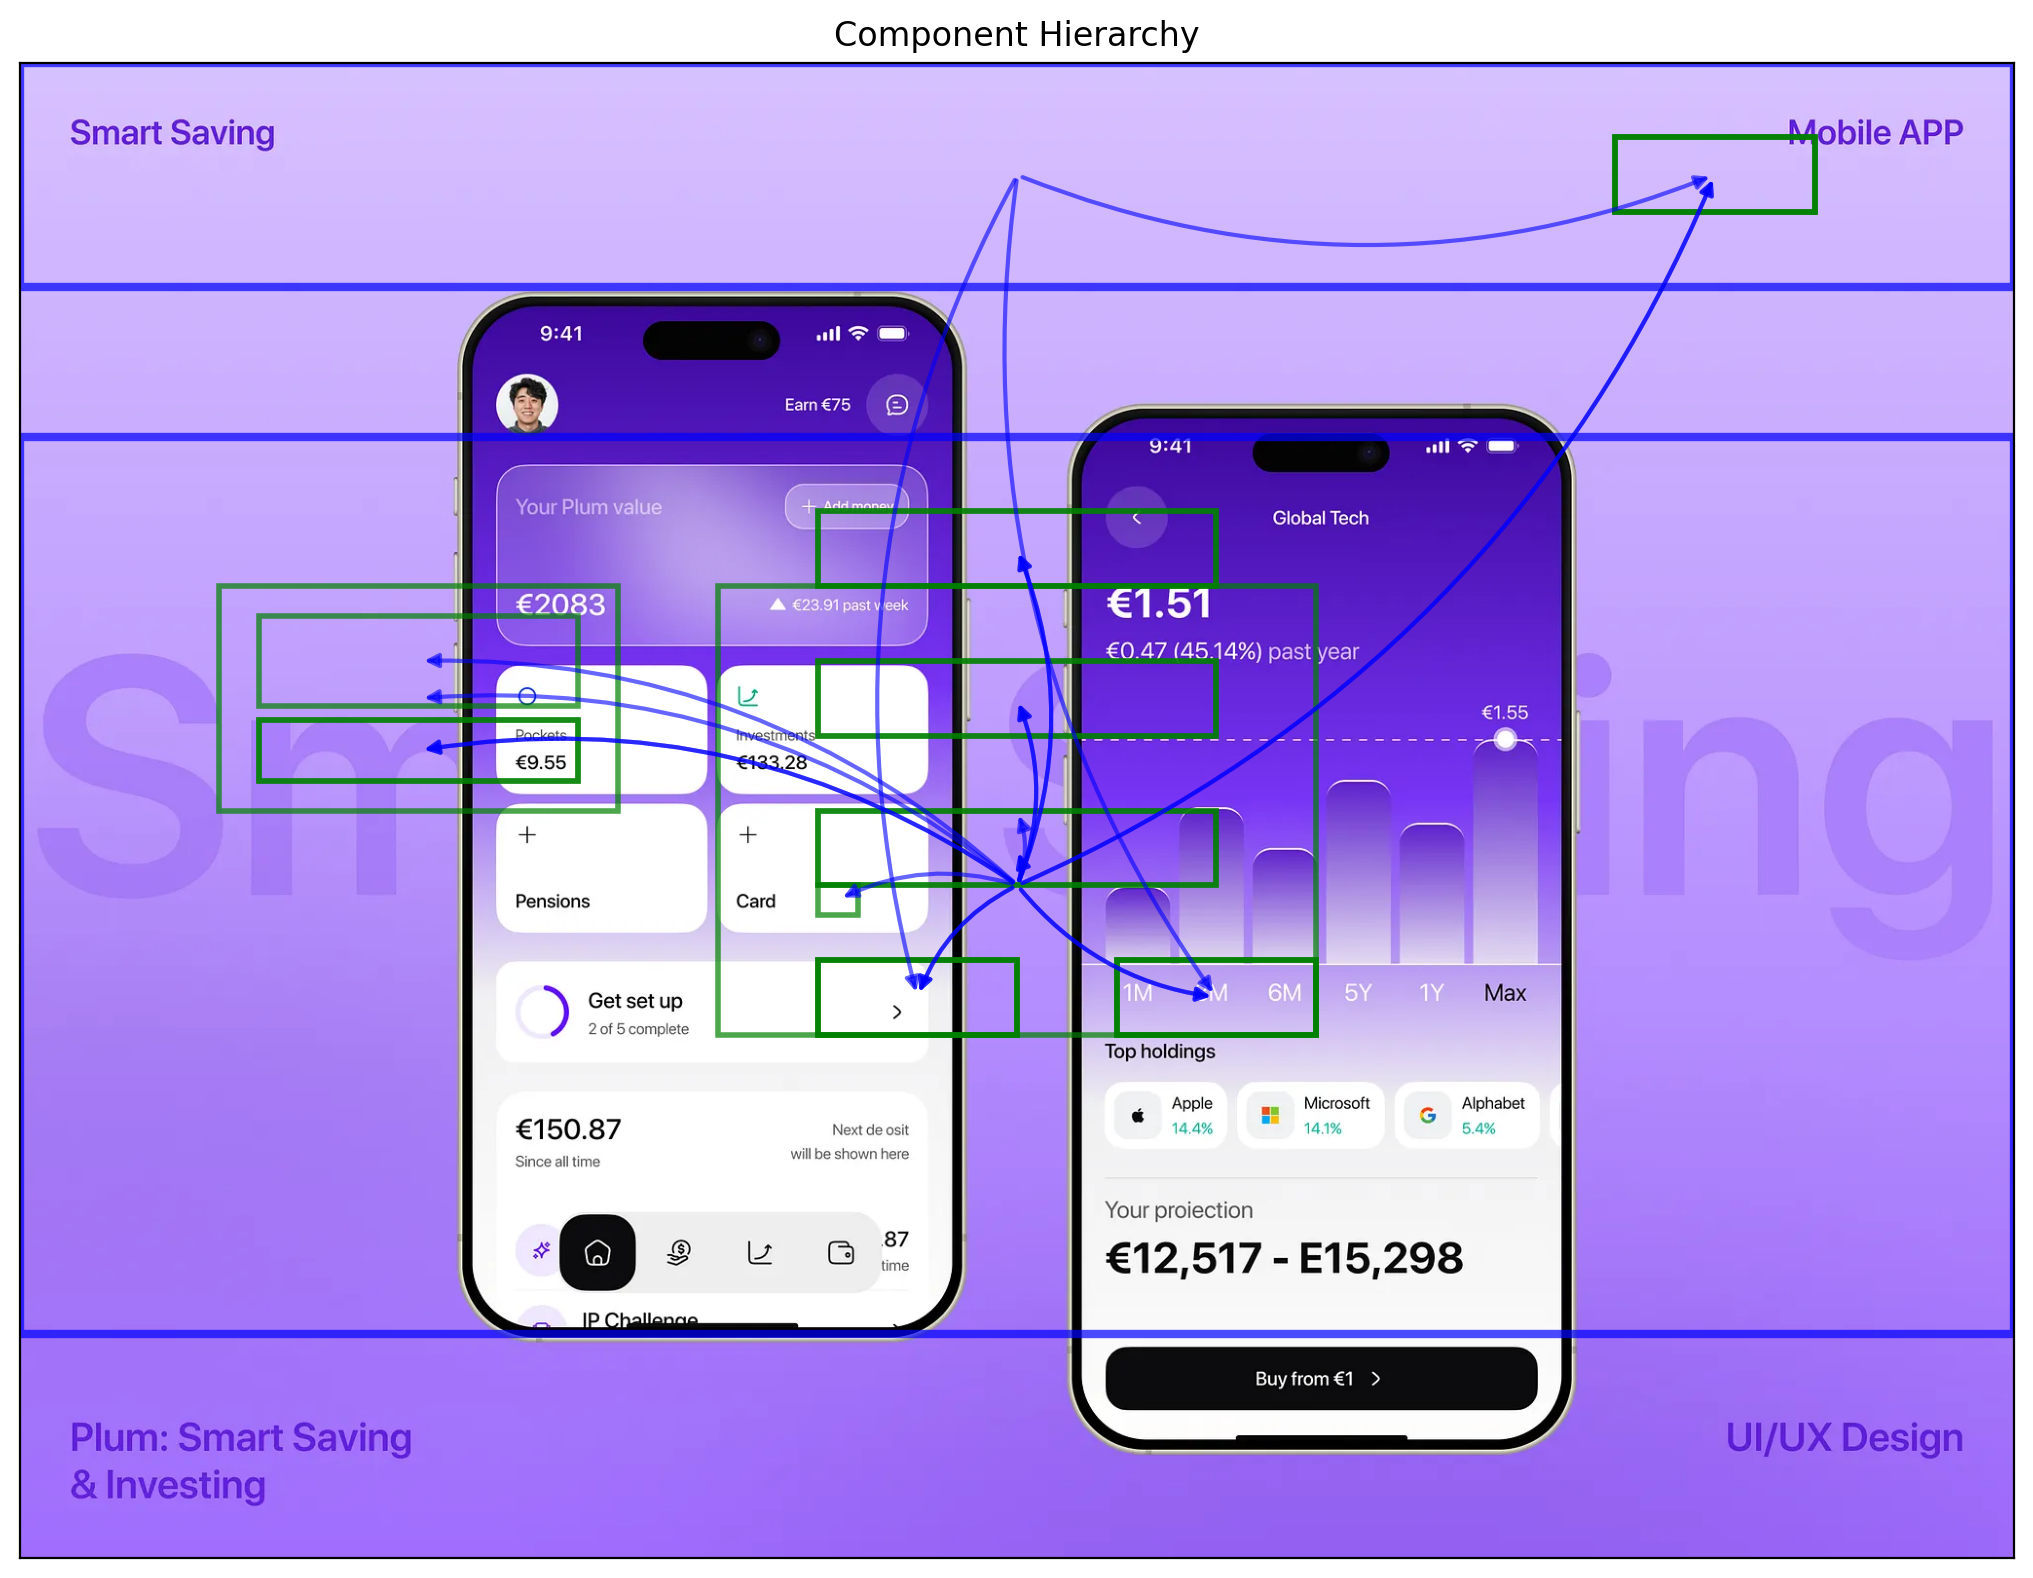 Component Hierarchy
Smart Saving
Mobile APP
9:41
Earn €75
Your Plum value
+ Add money
€2083
€23.91 past week
Pockets
€9.55
Investments
€133.28
Pensions
Card
Get set up
2 of 5 complete
€150.87
Since all time
Next de osit
will be shown here
.87
time
IP Challenge
9:41
Global Tech
€1.51
€0.47 (45.14%) past year
€1.55
1M
6M
5Y
1Y
Max
Top holdings
Apple
14.4%
Microsoft
14.1%
Alphabet
5.4%
Your proiection
€12,517 - E15,298
Buy from €1
Plum: Smart Saving
& Investing
UI/UX Design